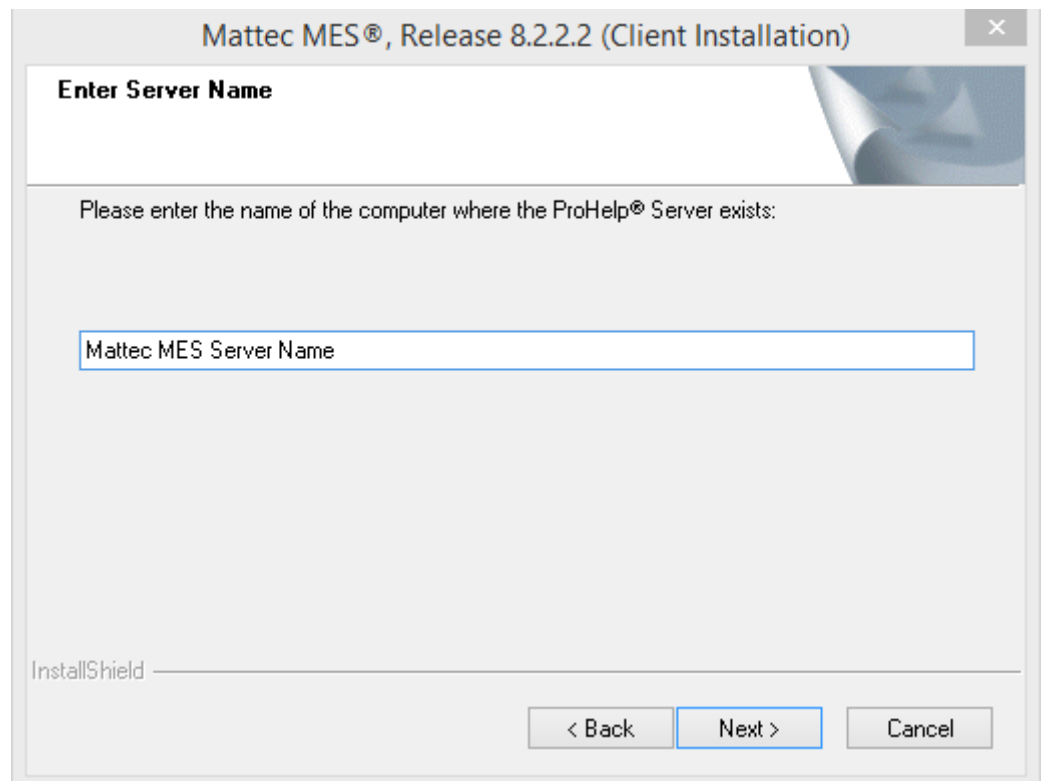 Mattec MES®, Release 8.2.2.2 (Client Installation)
Enter Server Name
Please enter the name of the computer where the ProHelp® Server exists:
Mattec MES Server Name
InstallShield
< Back Next > Cancel